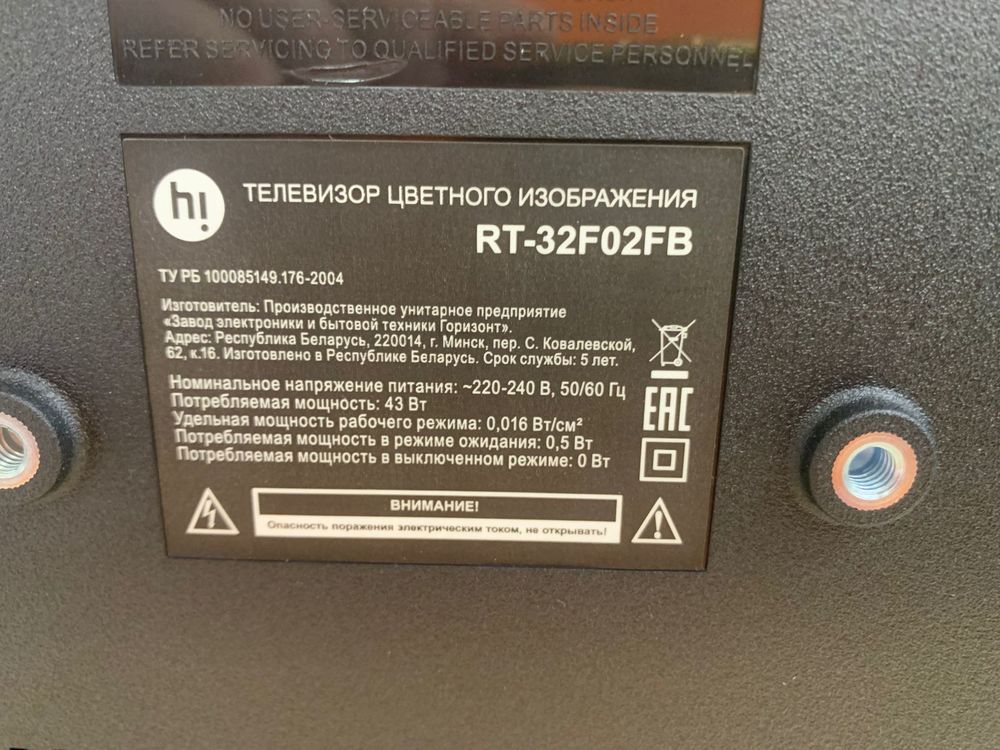 NO USER-SERVICEABLE PARTS INSIDE
REFER SERVICING TO QUALIFIED SERVICE PERSONNEL
hi
ТЕЛЕВИЗОР ЦВЕТНОГО ИЗОБРАЖЕНИЯ
RT-32F02FB
ТУ РБ 100085149.176-2004
Изготовитель: Производственное унитарное предприятие
«Завод электроники и бытовой техники Горизонт».
Адрес: Республика Беларусь, 220014, г. Минск, пер. С. Ковалевской,
62, к.16. Изготовлено в Республике Беларусь. Срок службы: 5 лет.
Номинальное напряжение питания: ~220-240 В, 50/60 Гц
Потребляемая мощность: 43 Вт
Удельная мощность рабочего режима: 0,016 Вт/см²
Потребляемая мощность в режиме ожидания: 0,5 Вт
Потребляемая мощность в выключенном режиме: 0 Вт
EAC
ВНИМАНИЕ!
Опасность поражения электрическим током, не открывать!